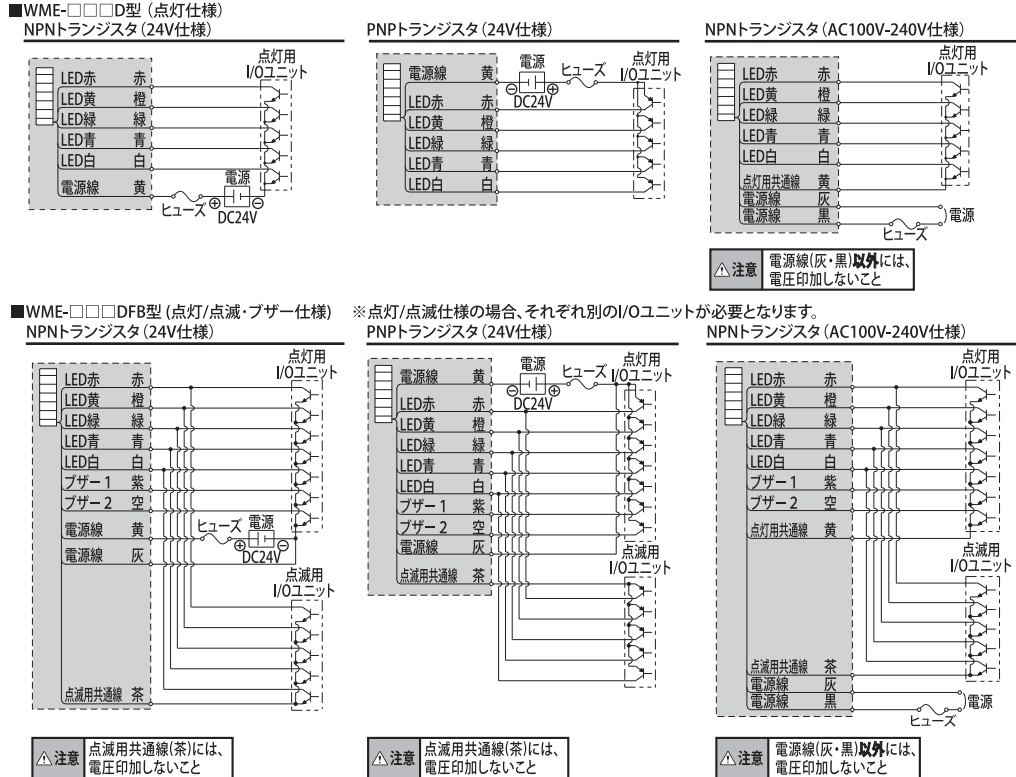 ■WME-□□□D型（点灯仕様）
NPNトランジスタ（24V仕様）
点灯用
I/Oユニット
LED赤 赤
LED黄 橙
LED緑 緑
LED青 青
LED白 白
電源線 黄
ヒューズ
電源
⊕ ⊖
DC24V
PNPトランジスタ（24V仕様）
電源線 黄
電源
⊖ ⊕
DC24V
ヒューズ
点灯用
I/Oユニット
LED赤 赤
LED黄 橙
LED緑 緑
LED青 青
LED白 白
NPNトランジスタ（AC100V-240V仕様）
点灯用
I/Oユニット
LED赤 赤
LED黄 橙
LED緑 緑
LED青 青
LED白 白
点灯用共通線 黄
電源線 灰
電源線 黒
電源
ヒューズ
⚠注意
電源線(灰・黒)以外には、
電圧印加しないこと
■WME-□□□DFB型 (点灯/点滅・ブザー仕様) ※点灯/点滅仕様の場合、それぞれ別のI/Oユニットが必要となります。
NPNトランジスタ（24V仕様）
点灯用
I/Oユニット
LED赤 赤
LED黄 橙
LED緑 緑
LED青 青
LED白 白
ブザー1 紫
ブザー2 空
電源線 黄
ヒューズ
電源
⊕ ⊖
DC24V
電源線 灰
点滅用
I/Oユニット
点滅用共通線 茶
⚠注意
点滅用共通線(茶)には、
電圧印加しないこと
PNPトランジスタ（24V仕様）
電源線 黄
電源
⊖ ⊕
DC24V
ヒューズ
点灯用
I/Oユニット
LED赤 赤
LED黄 橙
LED緑 緑
LED青 青
LED白 白
ブザー1 紫
ブザー2 空
電源線 灰
点滅用共通線 茶
点滅用
I/Oユニット
⚠注意
点滅用共通線(茶)には、
電圧印加しないこと
NPNトランジスタ（AC100V-240V仕様）
点灯用
I/Oユニット
LED赤 赤
LED黄 橙
LED緑 緑
LED青 青
LED白 白
ブザー1 紫
ブザー2 空
点灯用共通線 黄
点滅用
I/Oユニット
点滅用共通線 茶
電源線 灰
電源線 黒
電源
ヒューズ
⚠注意
電源線(灰・黒)以外には、
電圧印加しないこと